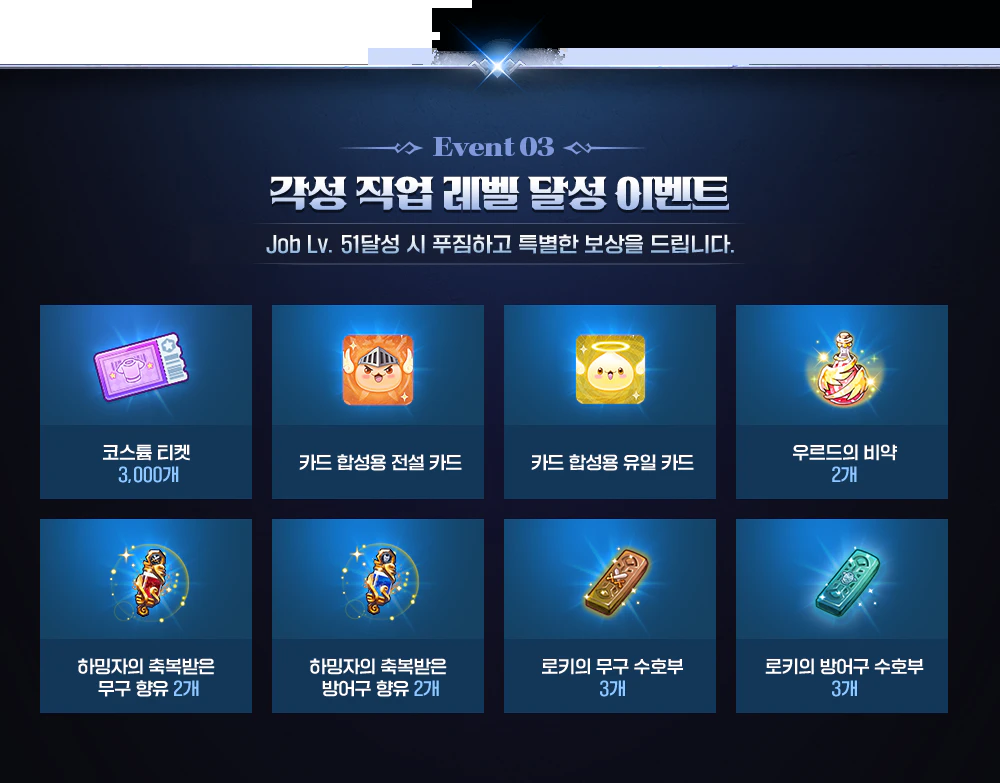 Event 03
각성 직업 레벨 달성 이벤트
Job Lv. 51달성 시 푸짐하고 특별한 보상을 드립니다.
코스튬 티켓
3,000개
카드 합성용 전설 카드
카드 합성용 유일 카드
우르드의 비약
2개
하밍자의 축복받은
무구 향유 2개
하밍자의 축복받은
방어구 향유 2개
로키의 무구 수호부
3개
로키의 방어구 수호부
3개